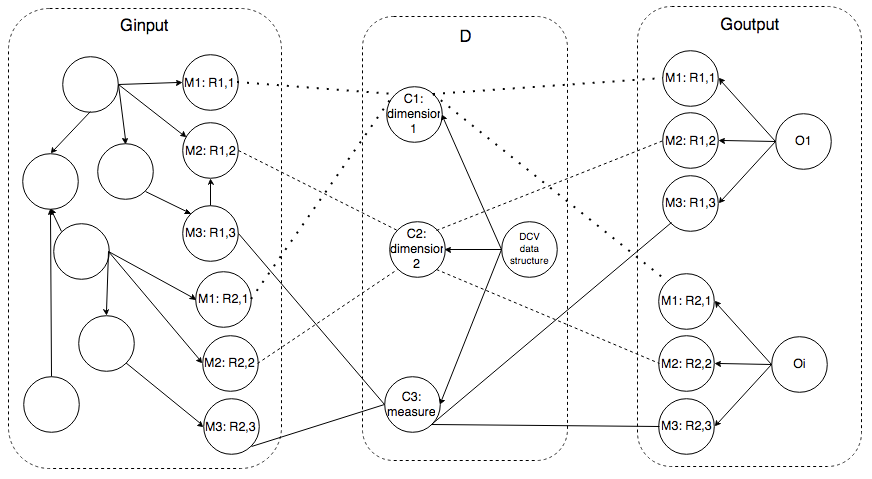 Ginput
M1: R1,1
M2: R1,2
M3: R1,3
M1: R2,1
M2: R2,2
M3: R2,3
D
C1:
dimension
1
C2:
dimension
2
DCV
data
structure
C3:
measure
Goutput
M1: R1,1
M2: R1,2
M3: R1,3
O1
M1: R2,1
M2: R2,2
M3: R2,3
Oi